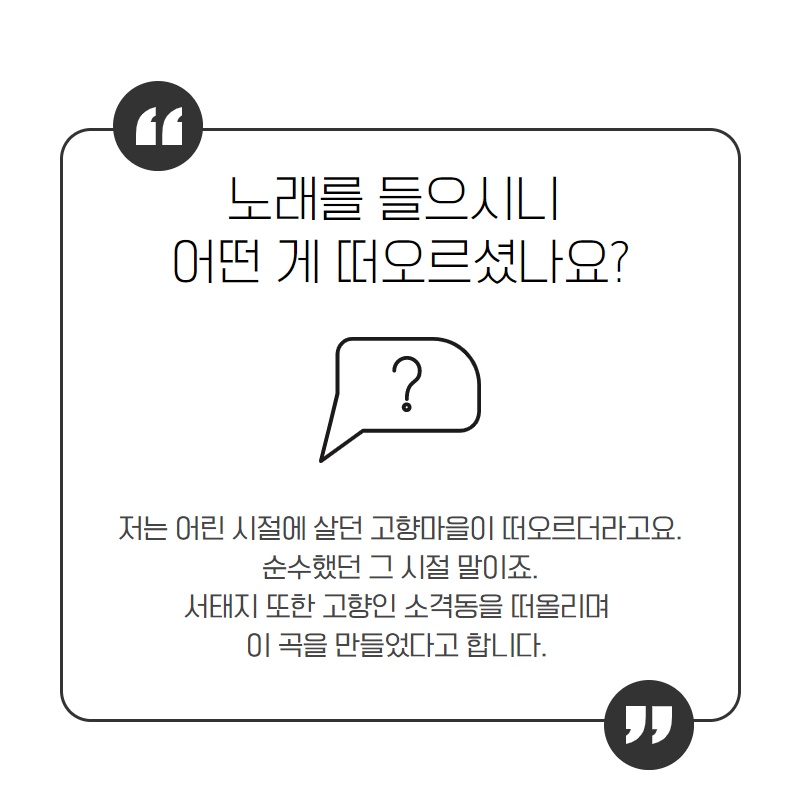 노래를 들으시니
어떤 게 떠오르셨나요?
?
저는 어린 시절에 살던 고향마을이 떠오르더라고요.
순수했던 그 시절 말이죠.
서태지 또한 고향인 소격동을 떠올리며
이 곡을 만들었다고 합니다.